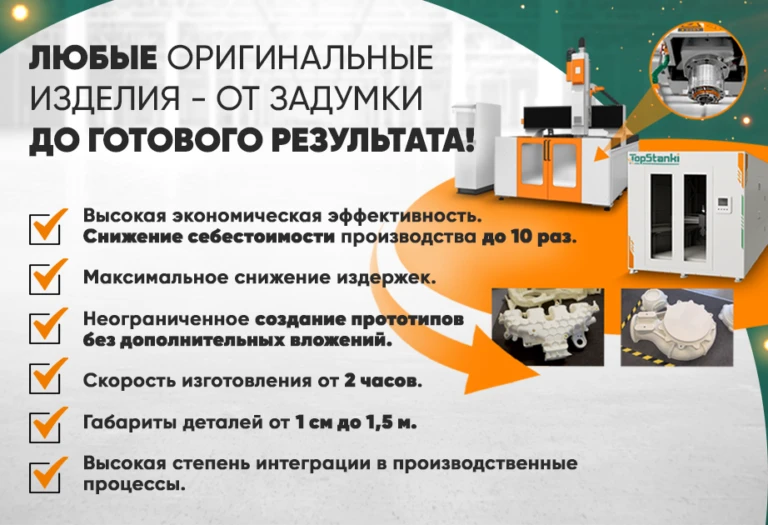 ЛЮБЫЕ ОРИГИНАЛЬНЫЕ
ИЗДЕЛИЯ - ОТ ЗАДУМКИ
ДО ГОТОВОГО РЕЗУЛЬТАТА!
TopStanki
Высокая экономическая эффективность.
Снижение себестоимости производства до 10 раз.
Максимальное снижение издержек.
Неограниченное создание прототипов
без дополнительных вложений.
Скорость изготовления от 2 часов.
Габариты деталей от 1 см до 1,5 м.
Высокая степень интеграции в производственные
процессы.